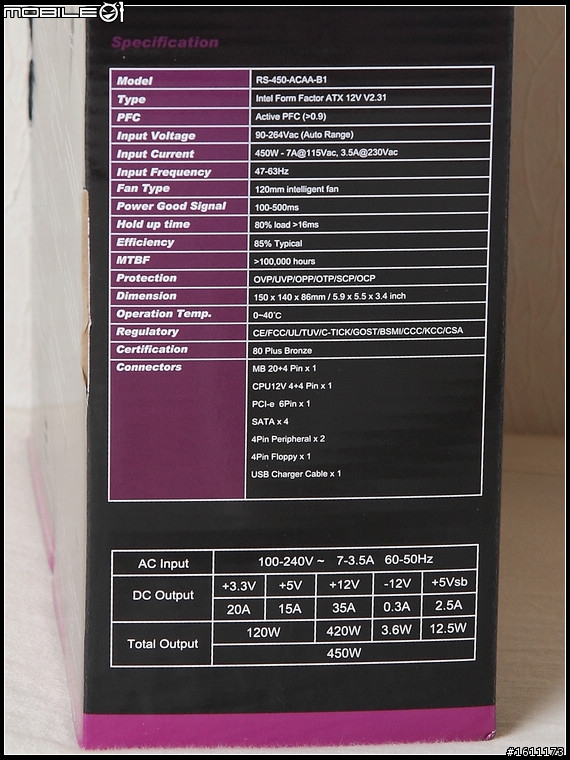 MOBILE01
Specification
Model RS-450-ACAA-B1
Type Intel Form Factor ATX 12V V2.31
PFC Active PFC (>0.9)
Input Voltage 90-264Vac (Auto Range)
Input Current 450W - 7A@115Vac, 3.5A@230Vac
Input Frequency 47-63Hz
Fan Type 120mm intelligent fan
Power Good Signal 100-500ms
Hold up time 80% load >16ms
Efficiency 85% Typical
MTBF >100,000 hours
Protection OVP/UVP/OPP/OTP/SCP/OCP
Dimension 150 x 140 x 86mm / 5.9 x 5.5 x 3.4 inch
Operation Temp. 0~40°C
Regulatory CE/FCC/UL/TUV/C-TICK/GOST/BSMI/CCC/KCC/CSA
Certification 80 Plus Bronze
Connectors MB 20+4 Pin x 1
CPU12V 4+4 Pin x 1
PCI-e 6Pin x 1
SATA x 4
4Pin Peripheral x 2
4Pin Floppy x 1
USB Charger Cable x 1
AC Input 100-240V ~ 7-3.5A 60-50Hz
DC Output +3.3V +5V +12V -12V +5Vsb
20A 15A 35A 0.3A 2.5A
Total Output 120W 420W 3.6W 12.5W
450W
#1611173